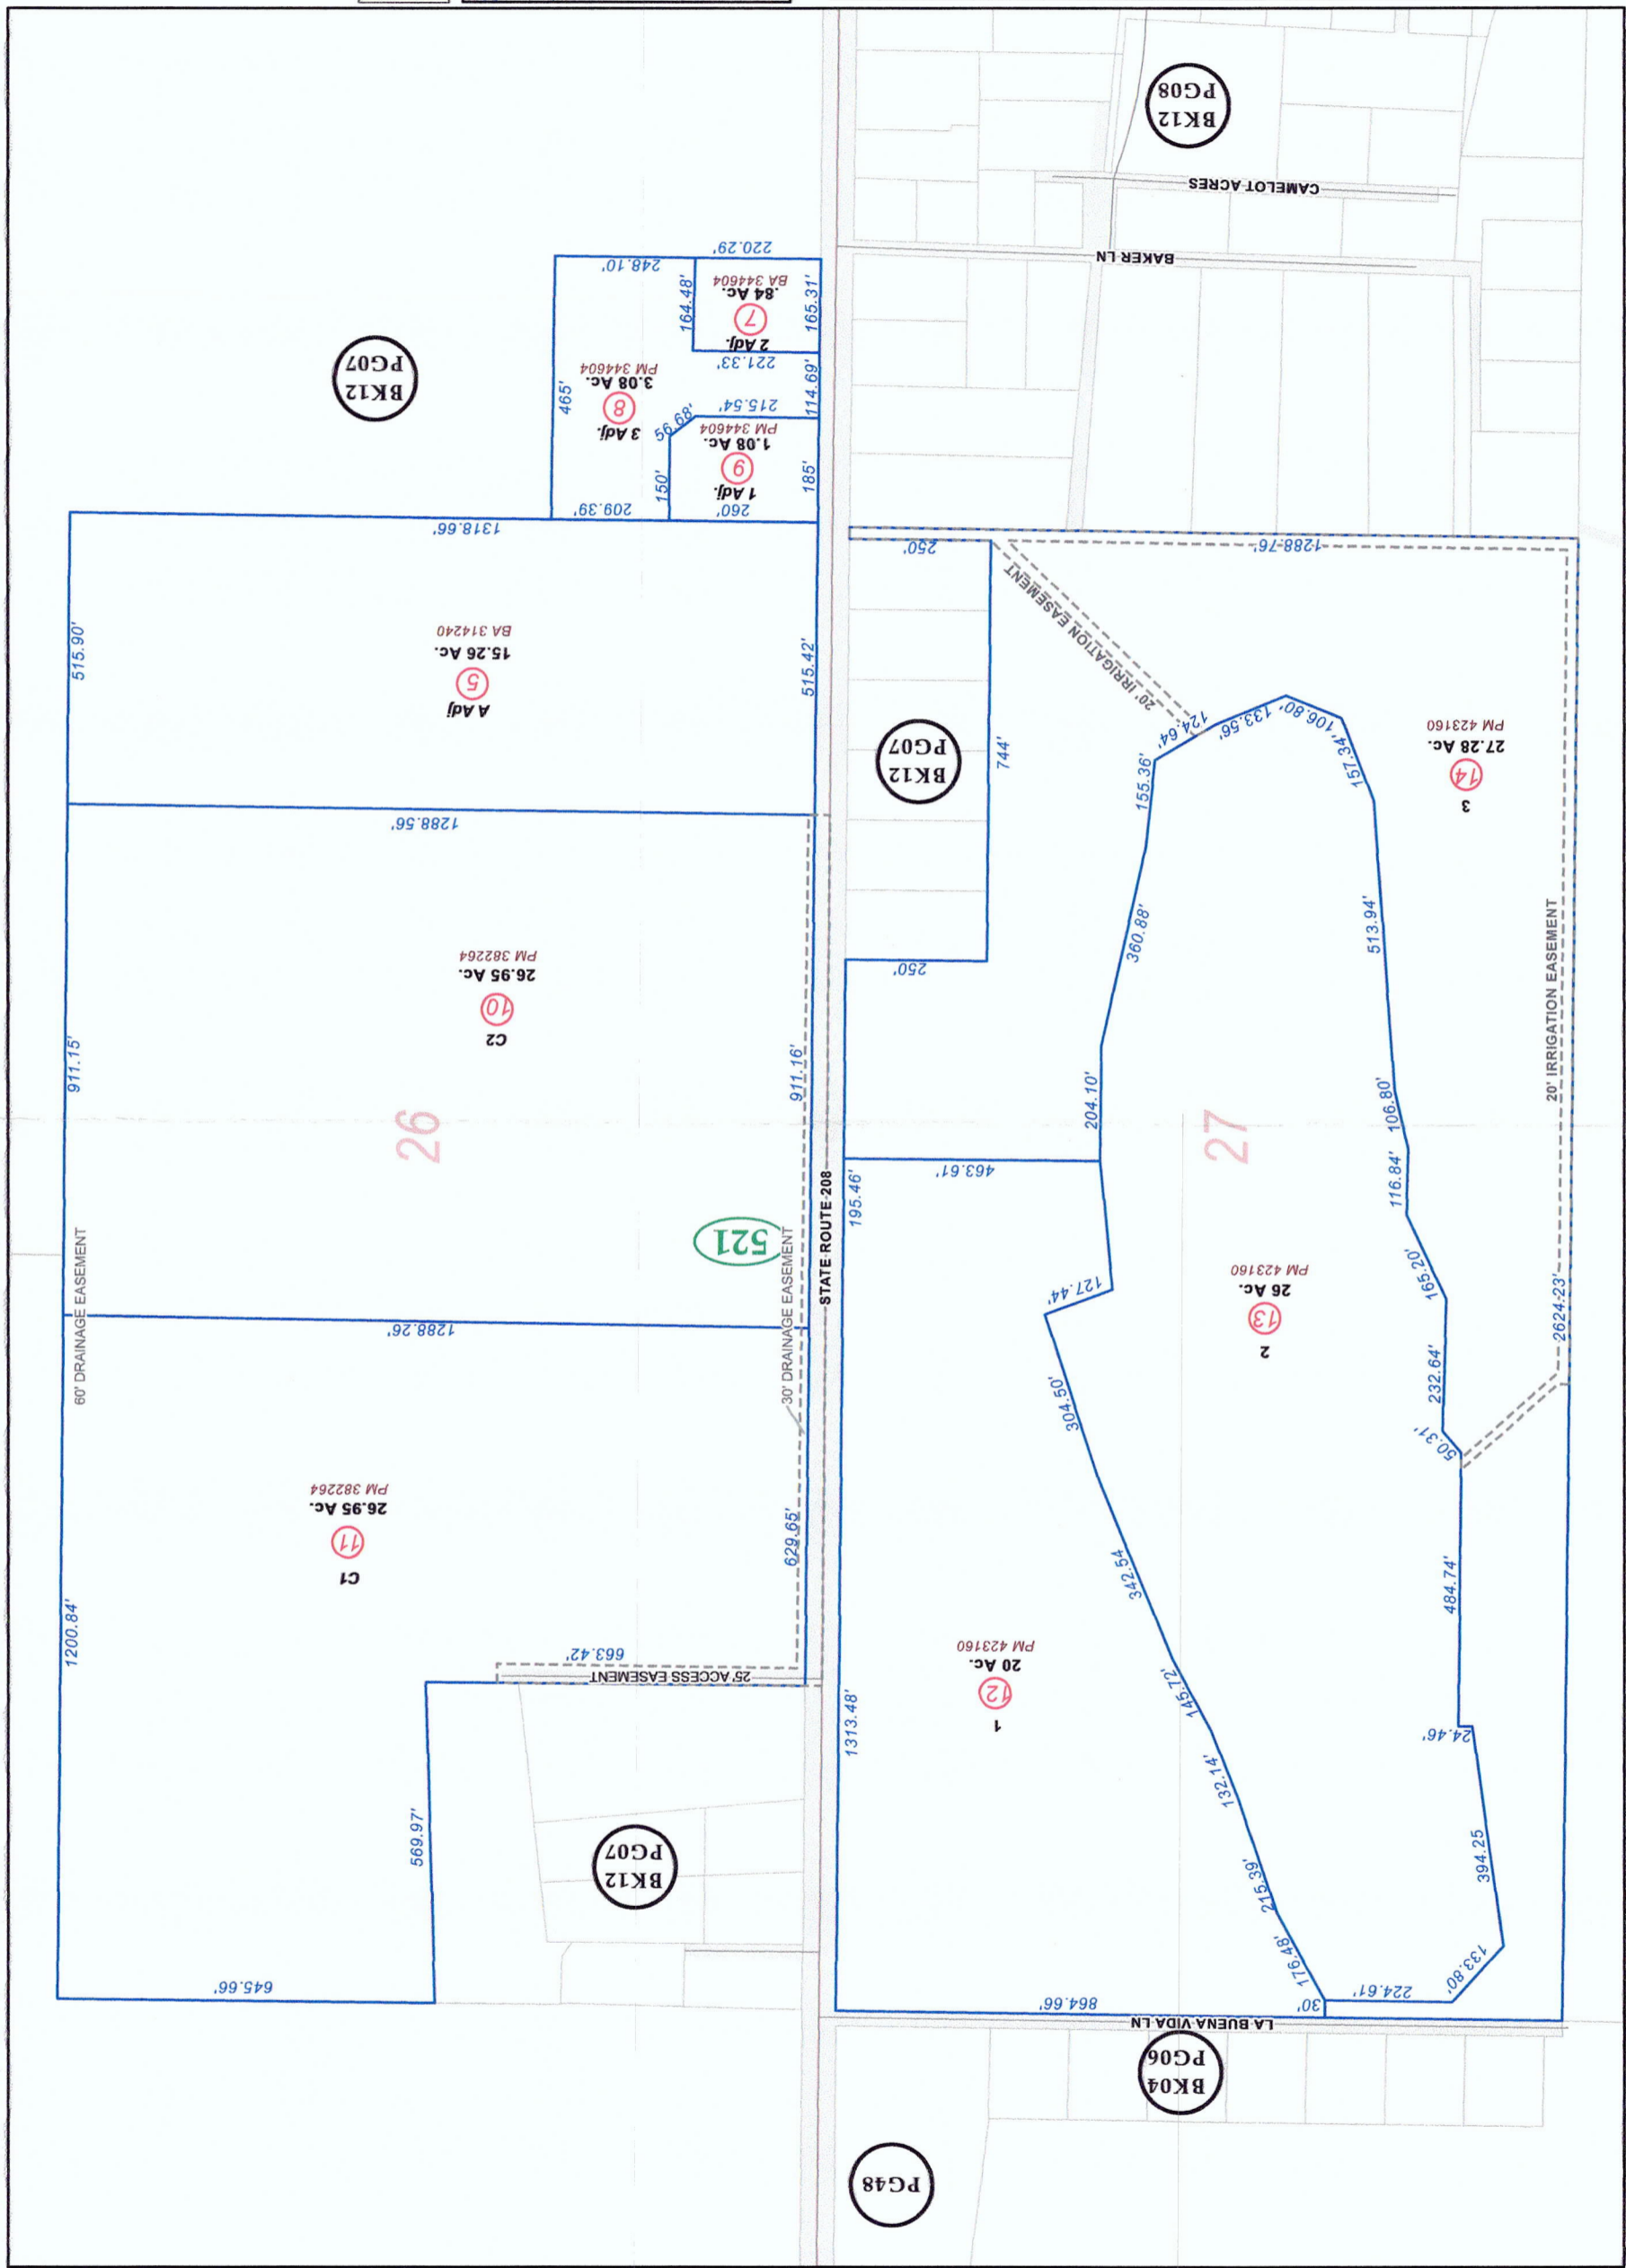 PG48
BK04
PG06
LA BUENA VIDA LN
864.66'
30'
224.61'
133.80'
176.48'
215.39'
394.25
132.14'
24.46'
145.72'
1313.48'
1
12
20 Ac.
PM 423160
342.54
484.74'
50.31'
304.50'
232.64'
127.44'
165.20'
2
13
26 Ac.
PM 423160
2624.23'
195.46'
463.61'
116.84'
106.80'
204.10'
27
20' IRRIGATION EASEMENT
513.94'
360.88'
155.36'
124.64'
133.56'
106.80'
157.34'
3
14
27.28 Ac.
PM 423160
20' IRRIGATION EASEMENT
1288.76'
250'
744'
250'
BK12
PG07
STATE ROUTE 208
645.66'
569.97'
BK12
PG07
1200.84'
25' ACCESS EASEMENT
663.42'
C1
11
26.95 Ac.
PM 382264
629.65'
30' DRAINAGE EASEMENT
60' DRAINAGE EASEMENT
1288.26'
521
26
911.15'
911.16'
C2
10
26.95 Ac.
PM 382264
1288.56'
A Adj
5
15.26 Ac.
BA 314240
515.90'
515.42'
1318.66'
209.39'
260'
150'
185'
1 Adj.
9
1.08 Ac.
PM 344604
56.68'
215.54'
114.69'
3 Adj.
8
3.08 Ac.
PM 344604
465'
221.33'
2 Adj.
7
.84 Ac.
BA 344604
164.48'
165.31'
248.10'
220.29'
BK12
PG07
BAKER LN
CAMELOT ACRES
BK12
PG08